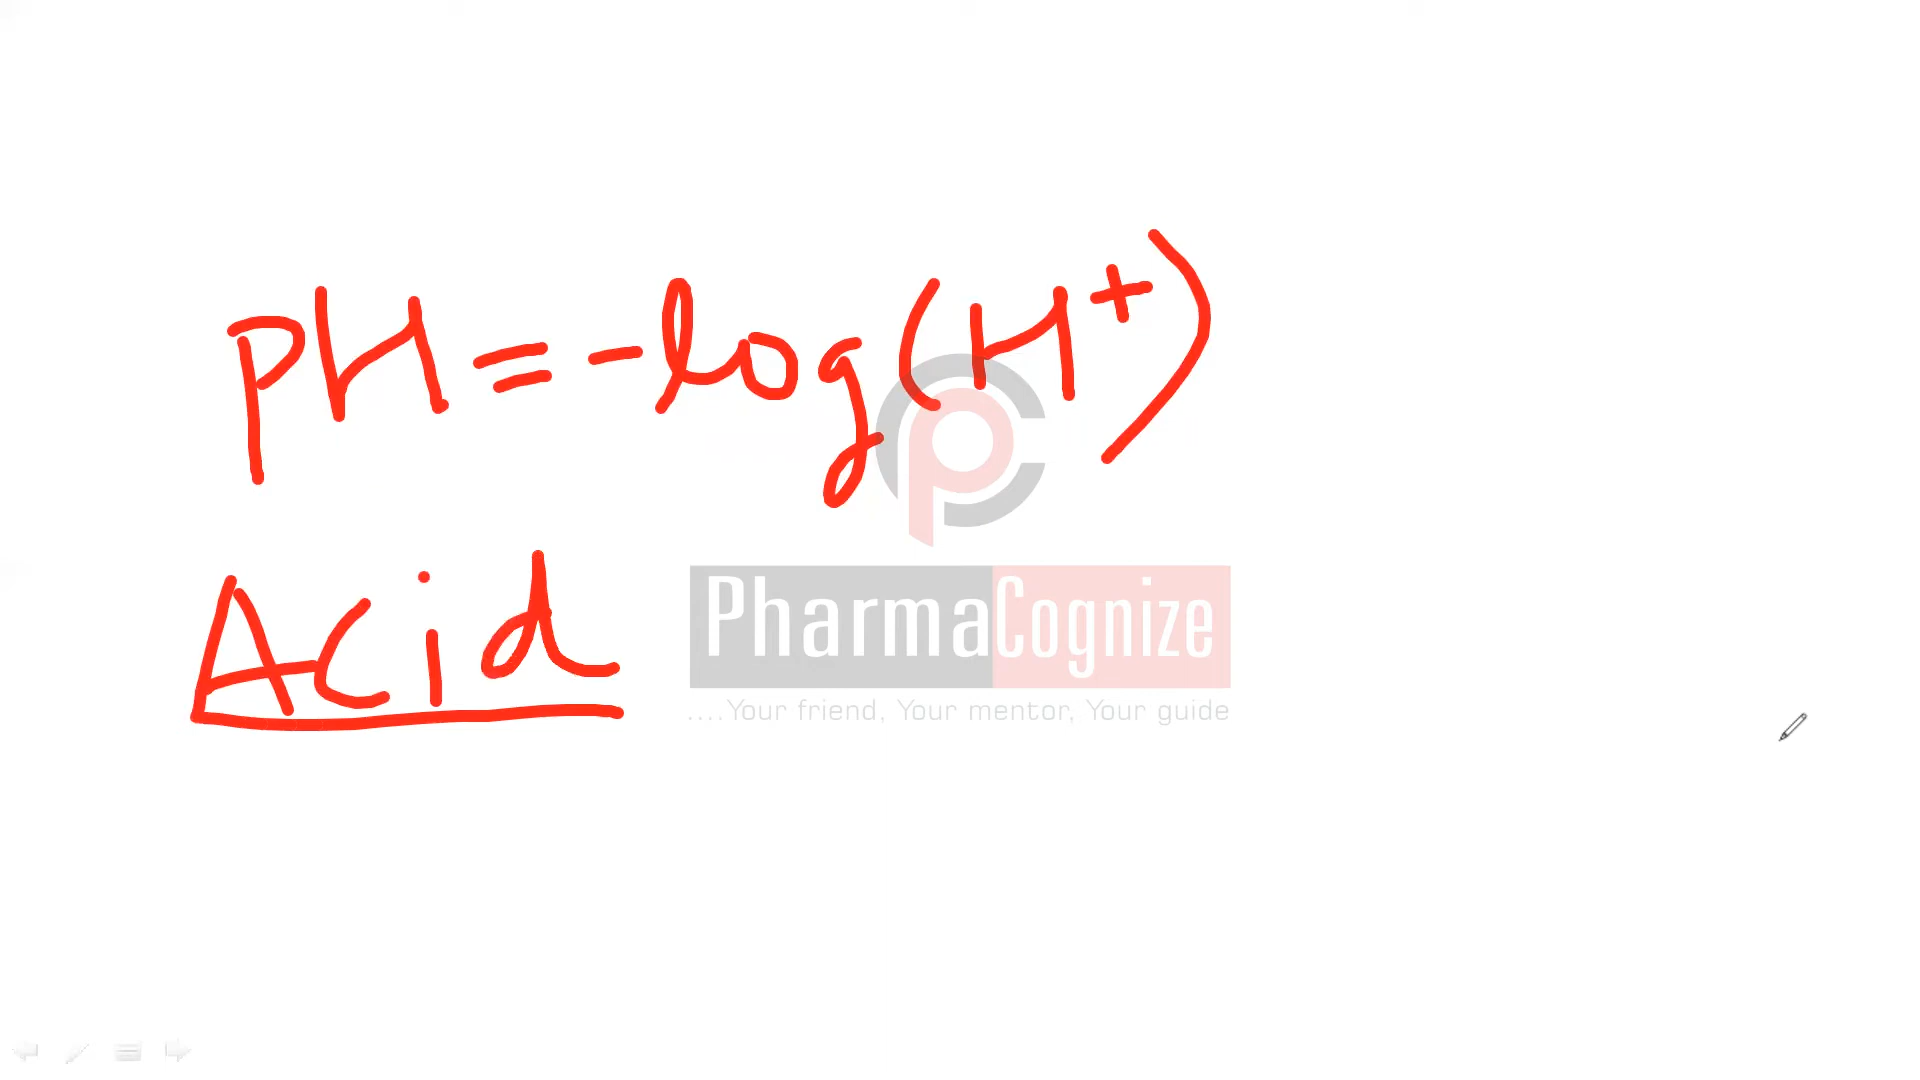 pH = -log(H+)
Acid
PharmaCognize
....Your friend, Your mentor, Your guide